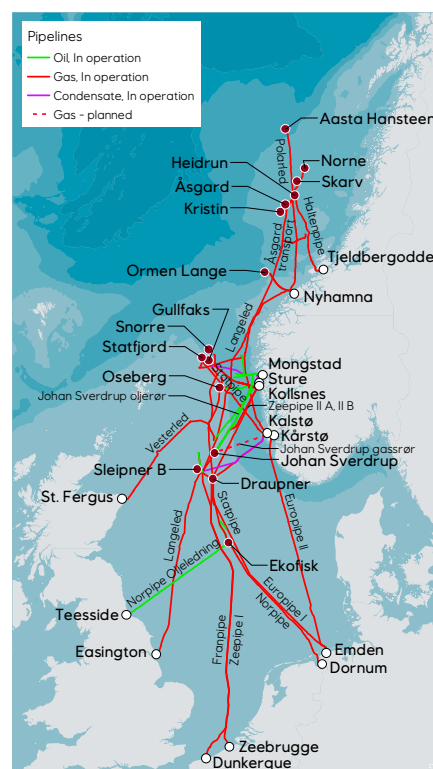 Pipelines
Oil, In operation
Gas, In operation
Condensate, In operation
Gas - planned
Aasta Hansteen
Polarled
Heidrun
Norne
Skarv
Åsgard
Kristin
Haltenpipe
Åsgard
transport
Tjeldbergodde
Ormen Lange
Nyhamna
Gullfaks
Snorre
Statfjord
Langeled
Mongstad
Sture
Oseberg
Statpipe
Kollsnes
Johan Sverdrup oljerør
Zeepipe II A, II B
Kalstø
Vesterled
Kårstø
Johan Sverdrup gassrør
Johan Sverdrup
Sleipner B
Draupner
St. Fergus
Statpipe
Europipe II
Langeled
Norpipe Oljeledning
Ekofisk
Europipe I
Norpipe
Teesside
Easington
Franpipe
Zeepipe I
Emden
Dornum
Zeebrugge
Dunkerque